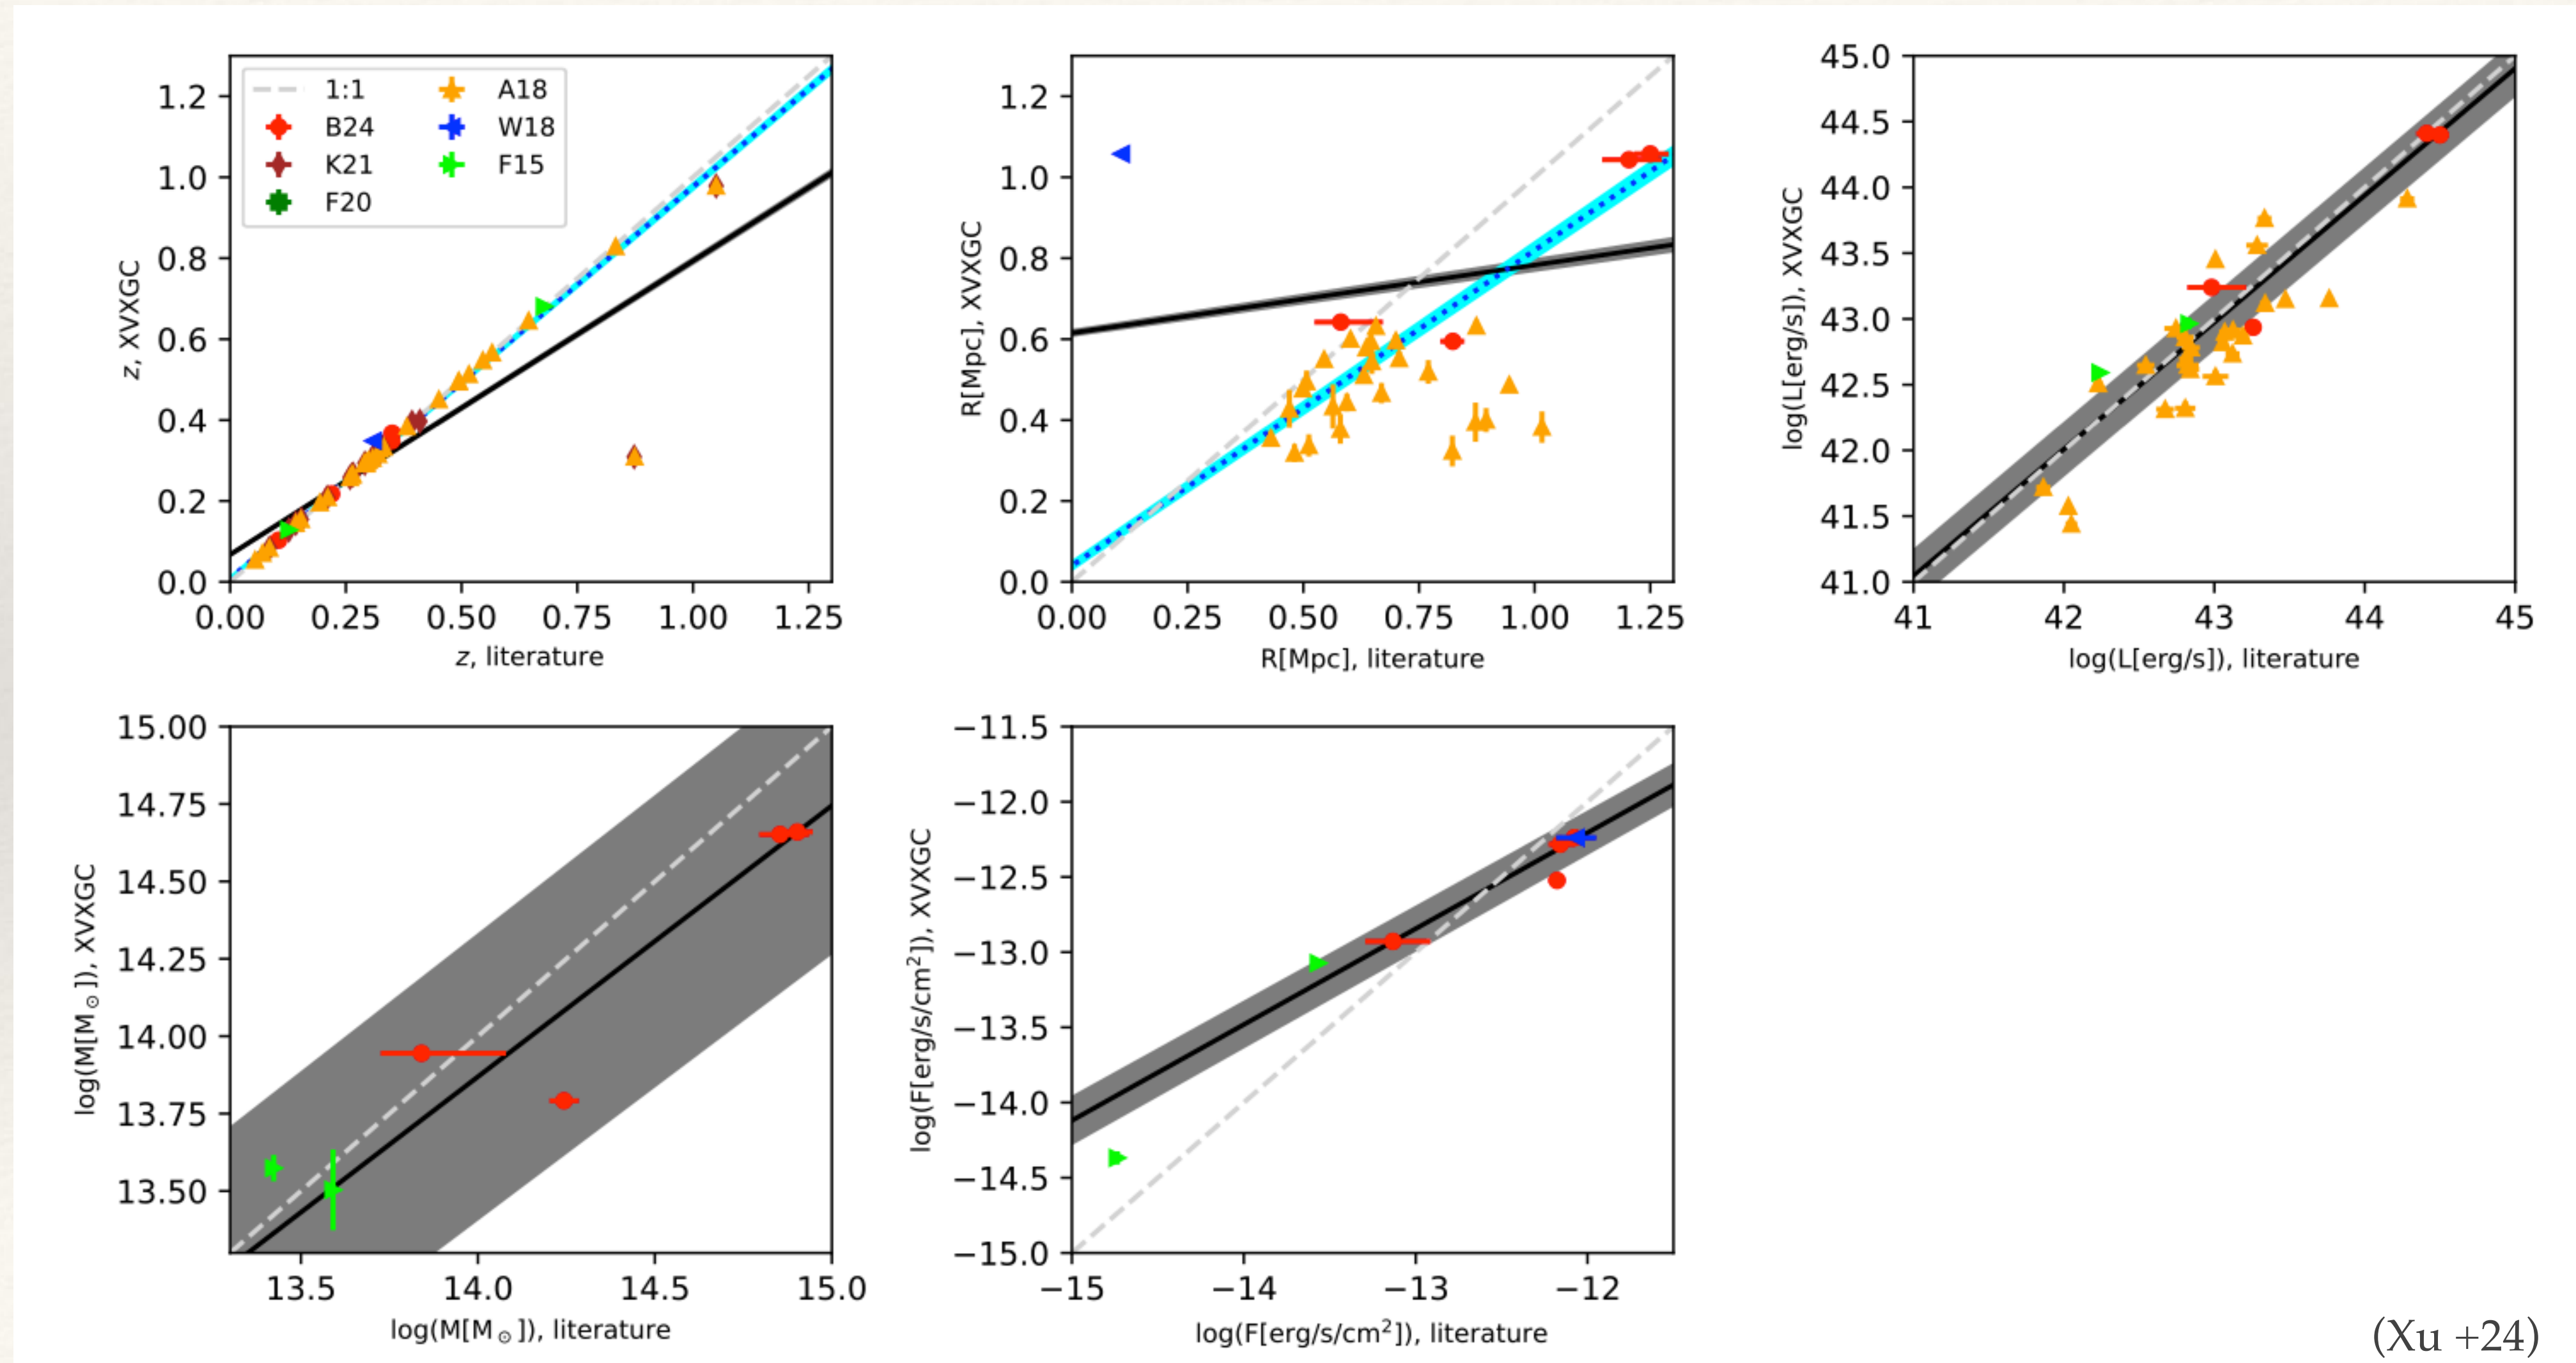 1:1
B24
K21
F20
A18
W18
F15
1.2
1.0
0.8
0.6
0.4
0.2
0.0
z, XVXGC
0.00 0.25 0.50 0.75 1.00 1.25
z, literature
1.2
1.0
0.8
0.6
0.4
0.2
0.0
R[Mpc], XVXGC
0.00 0.25 0.50 0.75 1.00 1.25
R[Mpc], literature
45.0
44.5
44.0
43.5
43.0
42.5
42.0
41.5
41.0
log(L[erg/s]), XVXGC
41 42 43 44 45
log(L[erg/s]), literature
15.00
14.75
14.50
14.25
14.00
13.75
13.50
log(M[M⊙]), XVXGC
13.5 14.0 14.5 15.0
log(M[M⊙]), literature
−11.5
−12.0
−12.5
−13.0
−13.5
−14.0
−14.5
−15.0
log(F[erg/s/cm²]), XVXGC
−15 −14 −13 −12
log(F[erg/s/cm²]), literature
(Xu +24)